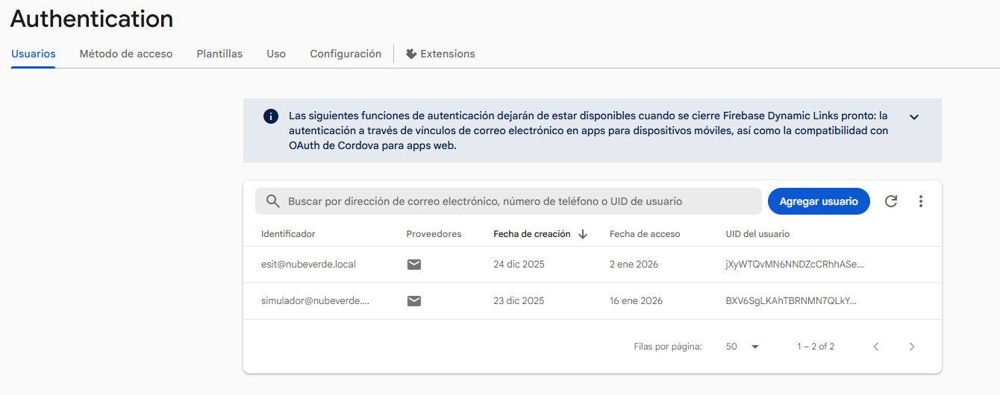 Authentication
Usuarios Método de acceso Plantillas Uso Configuración Extensions
Las siguientes funciones de autenticación dejarán de estar disponibles cuando se cierre Firebase Dynamic Links pronto: la
autenticación a través de vínculos de correo electrónico en apps para dispositivos móviles, así como la compatibilidad con
OAuth de Cordova para apps web.
Buscar por dirección de correo electrónico, número de teléfono o UID de usuario Agregar usuario
Identificador Proveedores Fecha de creación Fecha de acceso UID del usuario
esit@nubeverde.local 24 dic 2025 2 ene 2026 jXyWTQvMN6NNDZcCRhhASe...
simulador@nubeverde.... 23 dic 2025 16 ene 2026 BXV6SgLKAhTBRNMN7QLkY...
Filas por página: 50 1 – 2 of 2